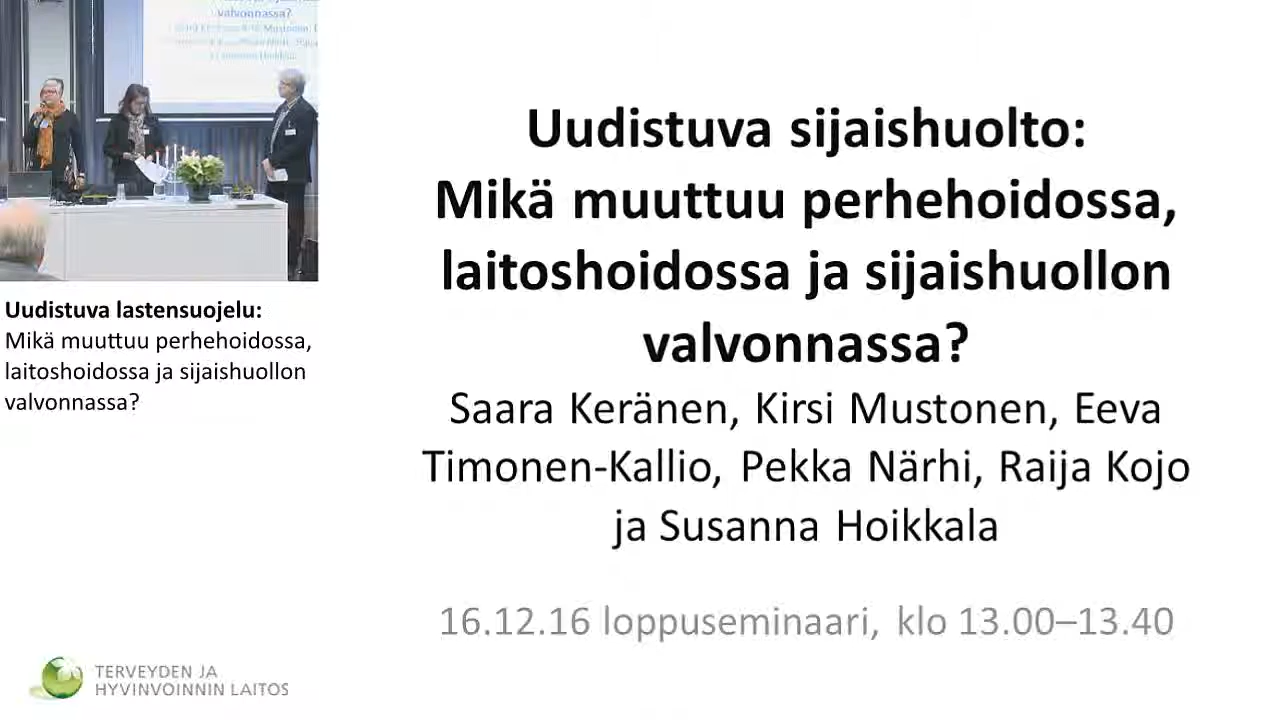 valvonnassa?
Uudistuva lastensuojelu:
Mikä muuttuu perhehoidossa,
laitoshoidossa ja sijaishuollon
valvonnassa?
TERVEYDEN JA
HYVINVOINNIN LAITOS
Uudistuva sijaishuolto:
Mikä muuttuu perhehoidossa,
laitoshoidossa ja sijaishuollon
valvonnassa?
Saara Keränen, Kirsi Mustonen, Eeva
Timonen-Kallio, Pekka Närhi, Raija Kojo
ja Susanna Hoikkala
16.12.16 loppuseminaari, klo 13.00–13.40